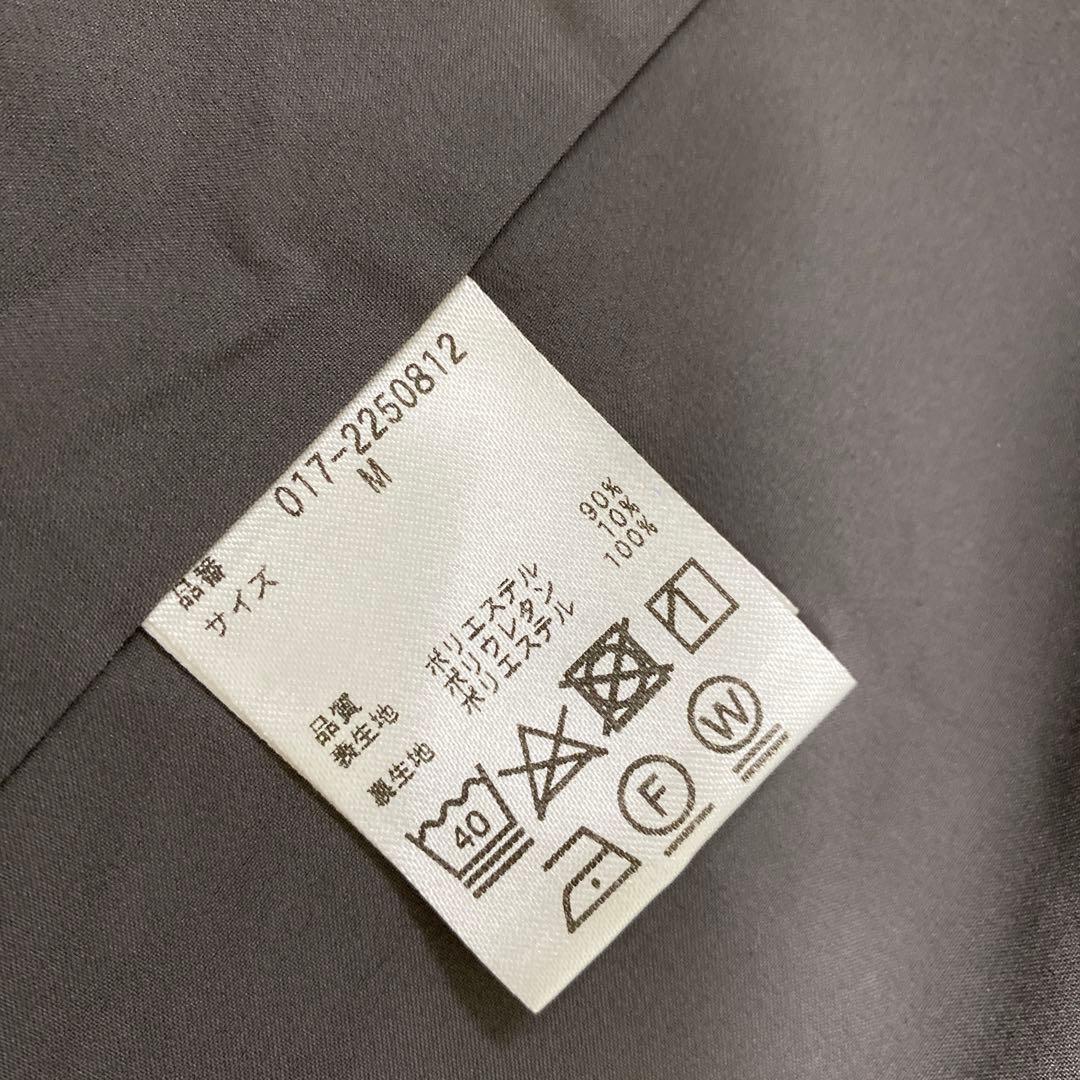 品番 017-2250812
サイズ M
品質
表生地 ポリエステル 90%
ポリウレタン 10%
裏生地 ポリエステル 100%
40
F
W